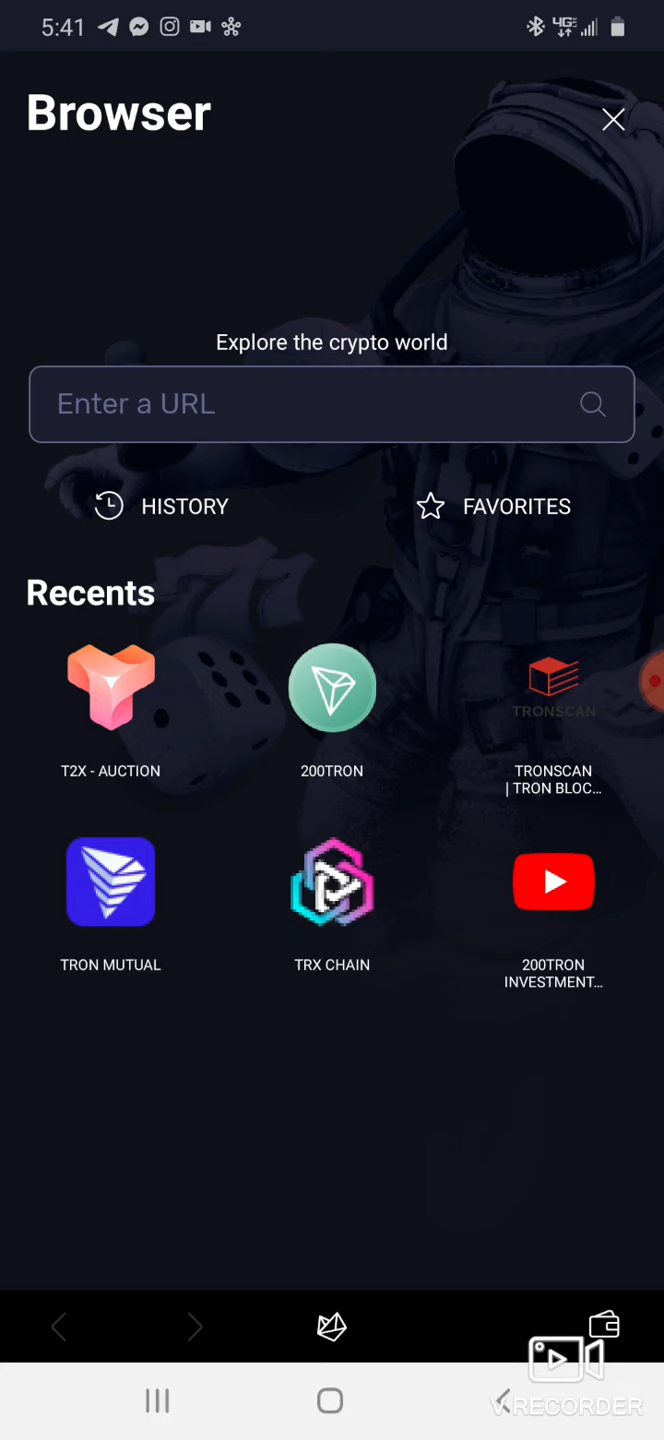 5:41
4GE
Browser
Explore the crypto world
Enter a URL
HISTORY
FAVORITES
Recents
TRONSCAN
T2X - AUCTION
200TRON
TRONSCAN
| TRON BLOC...
TRON MUTUAL
TRX CHAIN
200TRON
INVESTMENT...
V RECORDER